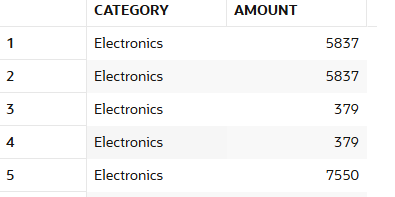 CATEGORY AMOUNT
1 Electronics 5837
2 Electronics 5837
3 Electronics 379
4 Electronics 379
5 Electronics 7550